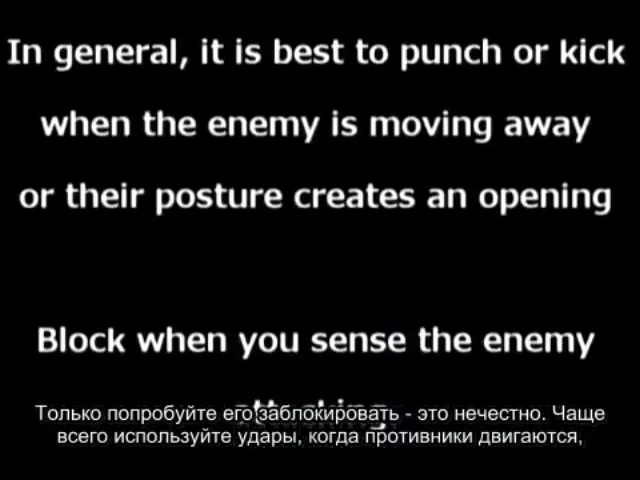 In general, it is best to punch or kick
when the enemy is moving away
or their posture creates an opening
Block when you sense the enemy
attacking.
Только попробуйте его заблокировать - это нечестно. Чаще
всего используйте удары, когда противники двигаются,